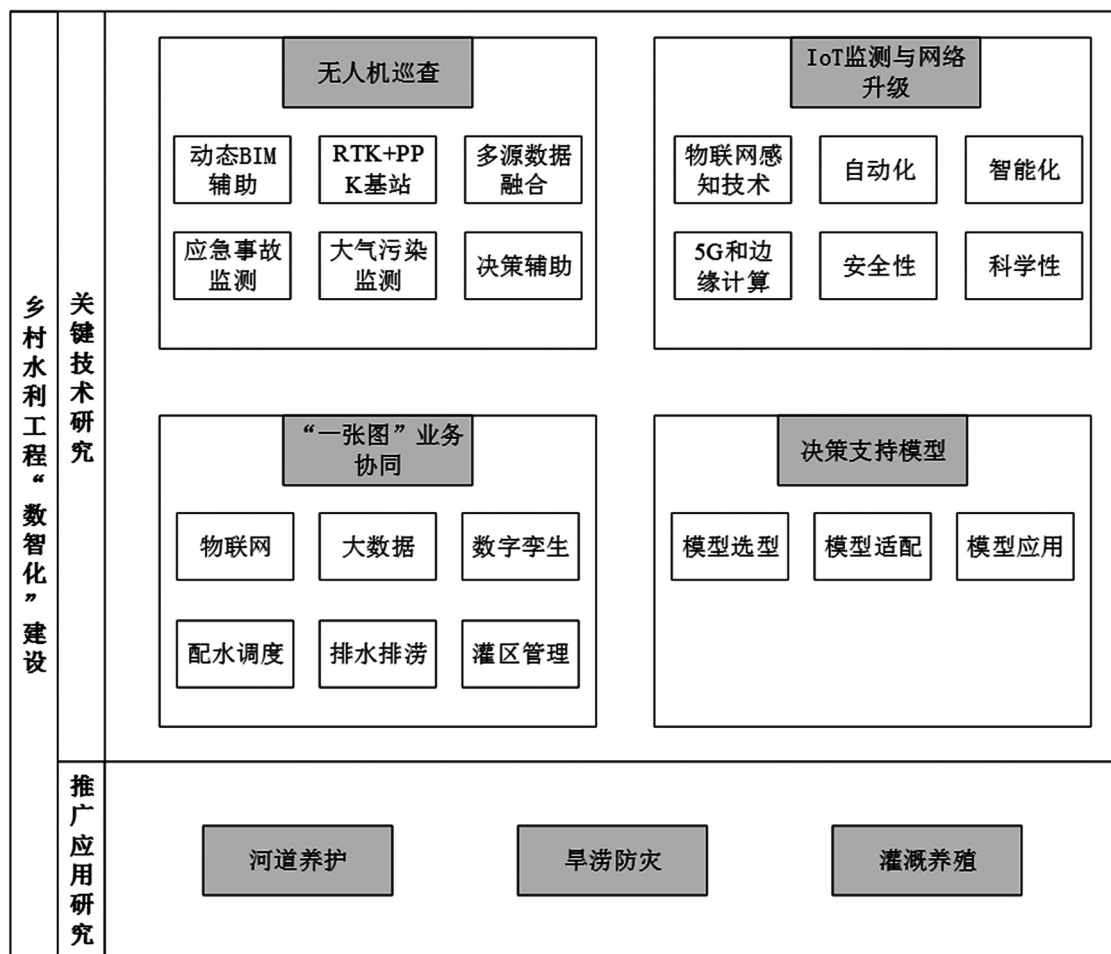 乡村水利工程“数智化”建设
关键技术研究
无人机巡查
动态BIM
辅助
RTK+PP
K基站
多源数据
融合
应急事故
监测
大气污染
监测
决策辅助
IoT监测与网络
升级
物联网感
知技术
自动化
智能化
5G和边
缘计算
安全性
科学性
“一张图”业务
协同
物联网
大数据
数字孪生
配水调度
排水排涝
灌区管理
决策支持模型
模型选型
模型适配
模型应用
推广应用研究
河道养护
旱涝防灾
灌溉养殖